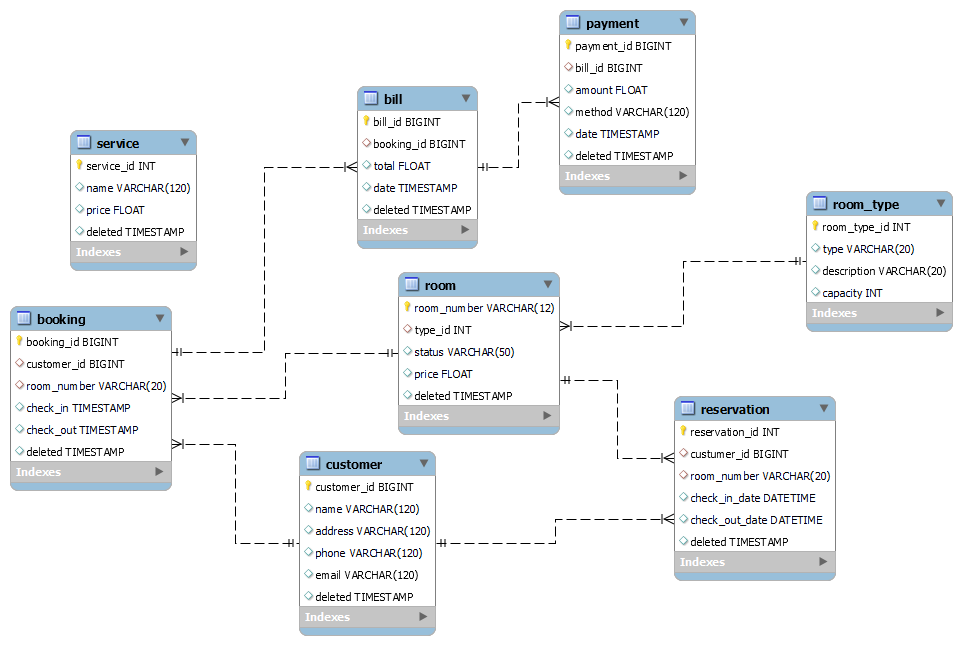 payment
payment_id BIGINT
bill_id BIGINT
amount FLOAT
method VARCHAR(120)
date TIMESTAMP
deleted TIMESTAMP
Indexes
bill
bill_id BIGINT
booking_id BIGINT
total FLOAT
date TIMESTAMP
deleted TIMESTAMP
Indexes
service
service_id INT
name VARCHAR(120)
price FLOAT
deleted TIMESTAMP
Indexes
room_type
room_type_id INT
type VARCHAR(20)
description VARCHAR(20)
capacity INT
Indexes
room
room_number VARCHAR(12)
type_id INT
status VARCHAR(50)
price FLOAT
deleted TIMESTAMP
Indexes
booking
booking_id BIGINT
customer_id BIGINT
room_number VARCHAR(20)
check_in TIMESTAMP
check_out TIMESTAMP
deleted TIMESTAMP
Indexes
reservation
reservation_id INT
custumer_id BIGINT
room_number VARCHAR(20)
check_in_date DATETIME
check_out_date DATETIME
deleted TIMESTAMP
Indexes
customer
customer_id BIGINT
name VARCHAR(120)
address VARCHAR(120)
phone VARCHAR(120)
email VARCHAR(120)
deleted TIMESTAMP
Indexes